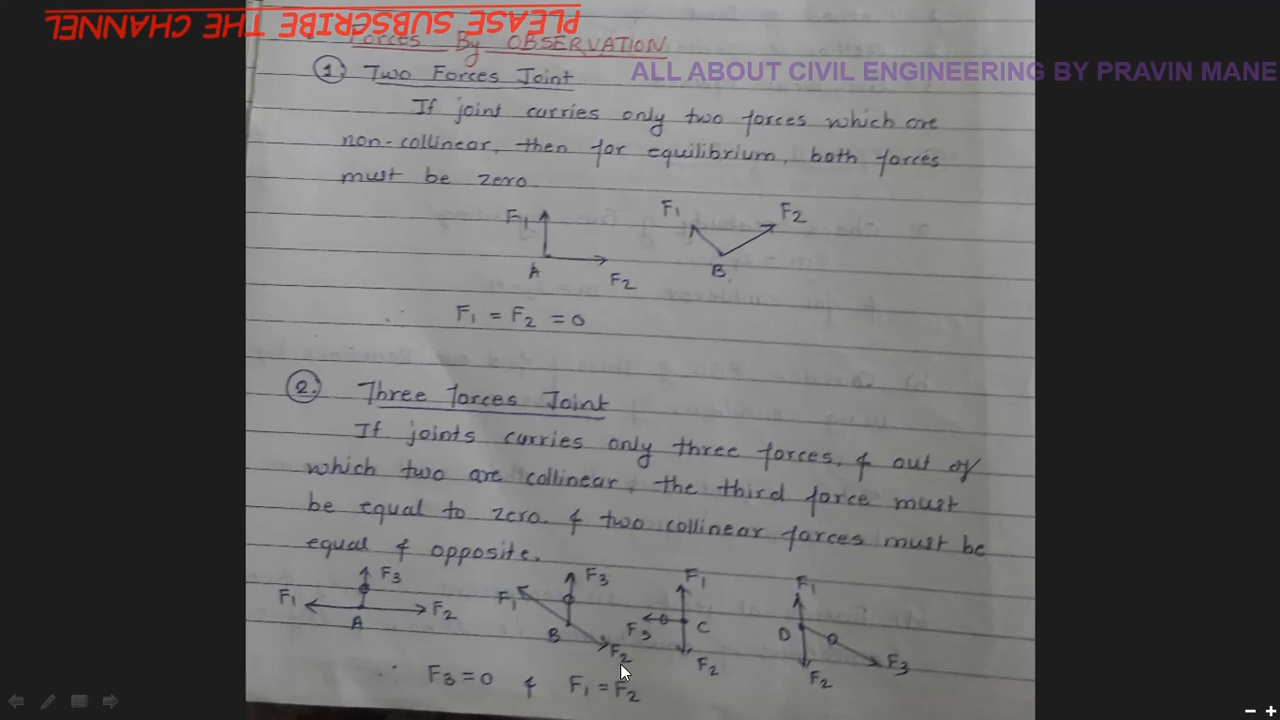 PLEASE SUBSCRIBE THE CHANNEL
Forces By OBSERVATION
ALL ABOUT CIVIL ENGINEERING BY PRAVIN MANE
1) Two Forces Joint
If joint carries only two forces which are
non-collinear, then for equilibrium, both forces
must be zero.
F1 A F2
F1 B F2
∴ F1 = F2 = 0
2. Three forces Joint
If joints carries only three forces, & out of
which two are collinear, the third force must
be equal to zero. & two collinear forces must be
equal & opposite.
F1 F3 F2 A
F1 F3 B F2
F1 F3 C F2
F1 D F3 F2
∴ F3 = 0 & F1 = F2